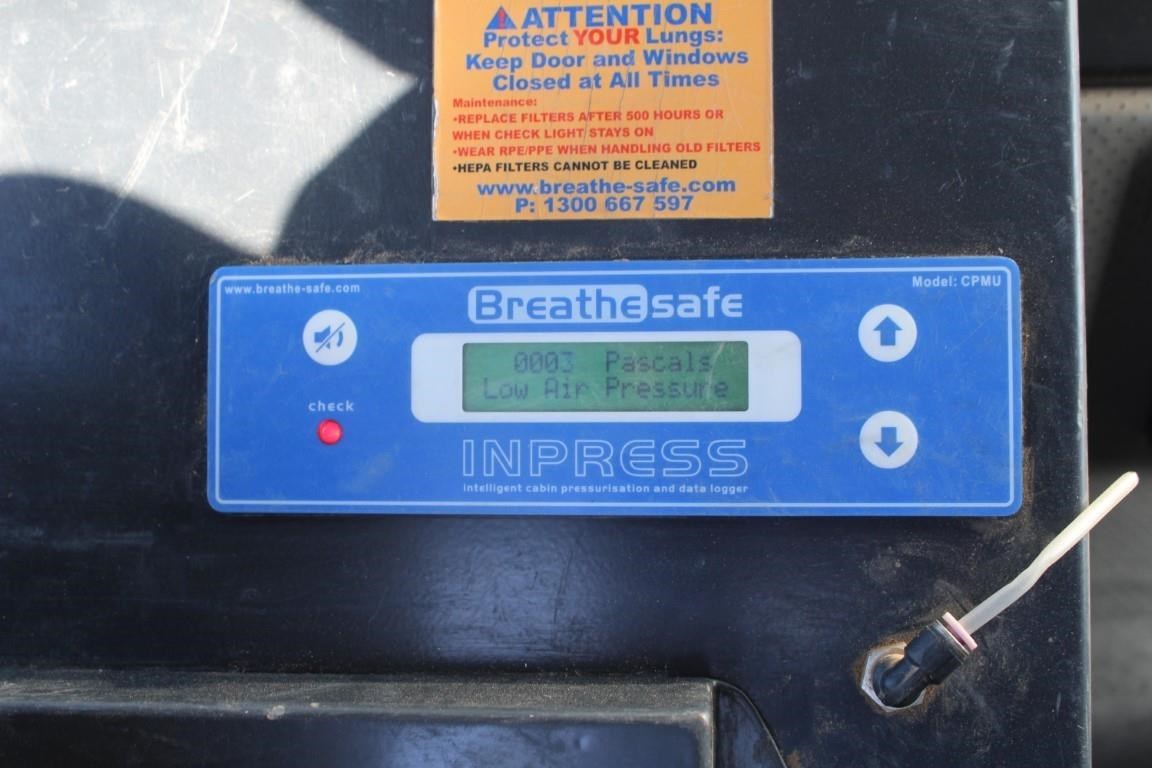 ATTENTION
Protect YOUR Lungs:
Keep Door and Windows
Closed at All Times
Maintenance:
•REPLACE FILTERS AFTER 500 HOURS OR
WHEN CHECK LIGHT STAYS ON
•WEAR RPE/PPE WHEN HANDLING OLD FILTERS
•HEPA FILTERS CANNOT BE CLEANED
www.breathe-safe.com
P: 1300 667 597
www.breathe-safe.com
Breathesafe
Model: CPMU
0003 Pascals
Low Air Pressure
check
INPRESS
intelligent cabin pressurisation and data logger